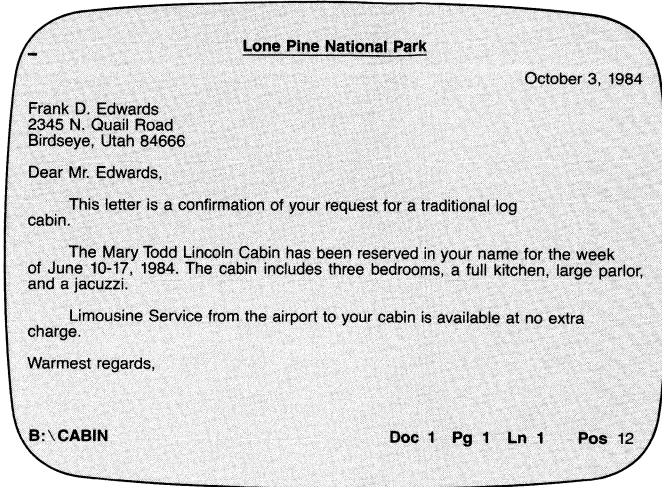 Lone Pine National Park
October 3, 1984
Frank D. Edwards
2345 N. Quail Road
Birdseye, Utah 84666
Dear Mr. Edwards,
This letter is a confirmation of your request for a traditional log
cabin.
The Mary Todd Lincoln Cabin has been reserved in your name for the week
of June 10-17, 1984. The cabin includes three bedrooms, a full kitchen, large parlor,
and a jacuzzi.
Limousine Service from the airport to your cabin is available at no extra
charge.
Warmest regards,
B:\CABIN Doc 1 Pg 1 Ln 1 Pos 12